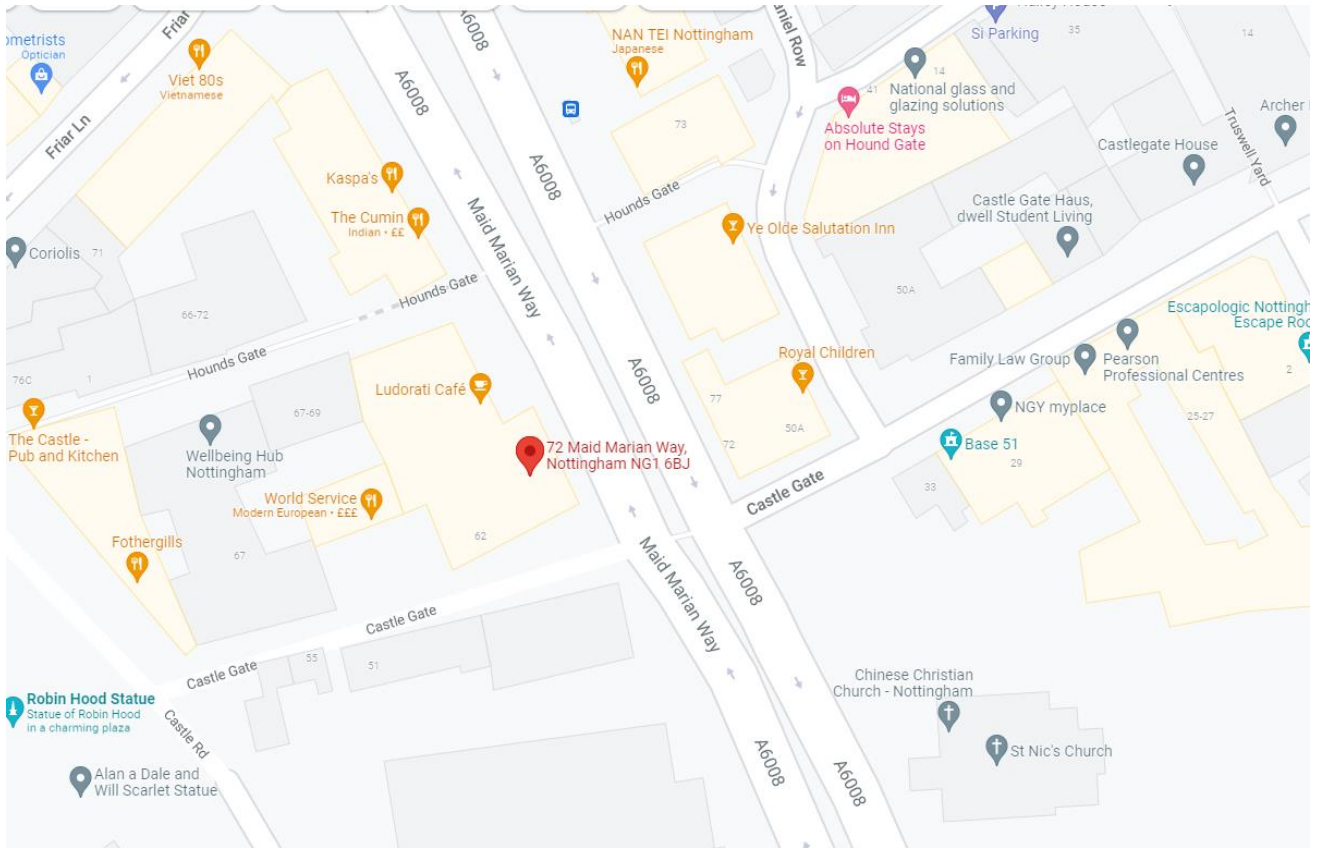 ometrists
Optician
Viet 80s
Vietnamese
Friar
A6008
A6008
NAN TEI Nottingham
Japanese
73
aniel Row
Si Parking
35
14
14
National glass and
glazing solutions
41
Absolute Stays
on Hound Gate
Truswell Yard
Archer
Castlegate House
Friar Ln
Kaspa's
The Cumin
Indian • ££
Maid Marian Way
A6008
Hounds Gate
Ye Olde Salutation Inn
Castle Gate Haus,
dwell Student Living
Coriolis
71
66-72
Hounds Gate
50A
Escapologic Notting
Escape Roo
Hounds Gate
76C
1
Ludorati Café
A6008
Royal Children
Family Law Group
Pearson
Professional Centres
2
The Castle -
Pub and Kitchen
67-69
Wellbeing Hub
Nottingham
77
72
50A
NGY myplace
25-27
72 Maid Marian Way,
Nottingham NG1 6BJ
Base 51
29
33
World Service
Modern European • £££
Castle Gate
Fothergills
67
62
Maid Marian Way
A6008
Castle Gate
Castle Gate
55
51
Robin Hood Statue
Statue of Robin Hood
in a charming plaza
Castle Rd
Chinese Christian
Church - Nottingham
St Nic's Church
Alan a Dale and
Will Scarlet Statue
A6008
A6008